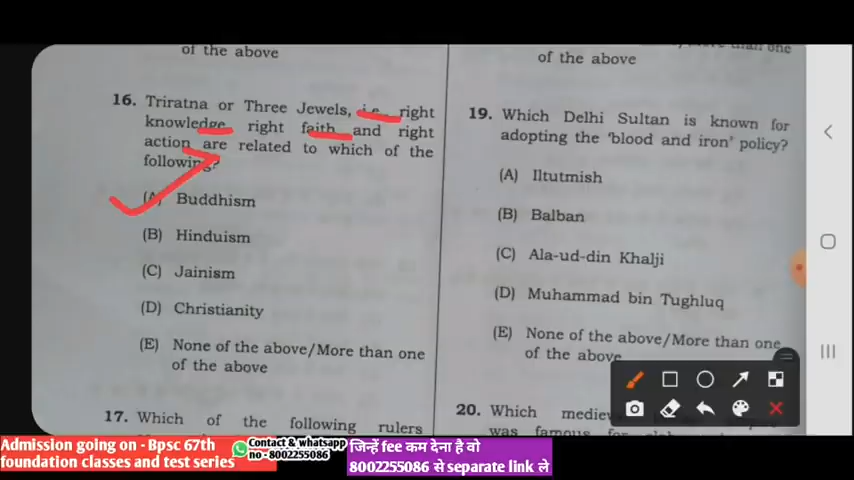 of the above
16. Triratna or Three Jewels, i.e., right
knowledge right faith and right
action are related to which of the
following?
(A) Buddhism
(B) Hinduism
(C) Jainism
(D) Christianity
(E) None of the above/More than one
of the above
17. Which of the following rulers
than one
of the above
19. Which Delhi Sultan is known for
adopting the 'blood and iron' policy?
(A) Iltutmish
(B) Balban
(C) Ala-ud-din Khalji
(D) Muhammad bin Tughluq
(E) None of the above/More than one
of the above
20. Which
was famous for
Admission going on - Bpsc 67th
foundation classes and test series
Contact & whatsapp
no - 8002255086
जिन्हें fee कम देना है वो
8002255086 से separate link ले